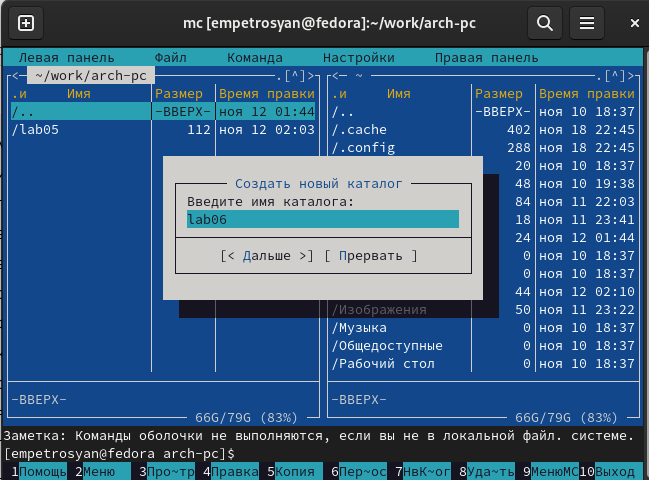 mc [empetrosyan@fedora]:~/work/arch-pc
Левая панель Файл Команда Настройки Правая панель
<─ ~/work/arch-pc .[^]> <─ ~ .[^]>
.и Имя Размер Время правки .и Имя Размер Время правки
/.. -ВВЕРХ- ноя 12 01:44 /.. -ВВЕРХ- ноя 10 18:37
/lab05 112 ноя 12 02:03 /.cache 402 ноя 18 22:45
/.config 288 ноя 18 22:45
20 ноя 10 18:37
Создать новый каталог 48 ноя 10 19:38
Введите имя каталога: 84 ноя 11 22:03
lab06 18 ноя 11 23:41
24 ноя 12 01:44
[< Дальше >] [ Прервать ] 0 ноя 10 18:37
0 ноя 10 18:37
44 ноя 12 02:10
/Изображения 50 ноя 11 23:22
/Музыка 0 ноя 10 18:37
/Общедоступные 0 ноя 10 18:37
/Рабочий стол 0 ноя 10 18:37
-ВВЕРХ- -ВВЕРХ-
66G/79G (83%) 66G/79G (83%)
Заметка: Команды оболочки не выполняются, если вы не в локальной файл. системе.
[empetrosyan@fedora arch-pc]$
1Помощь 2Меню 3Про~тр 4Правка 5Копия 6Пер~ос 7НвК~ог 8Уда~ть 9МенюMC 10Выход